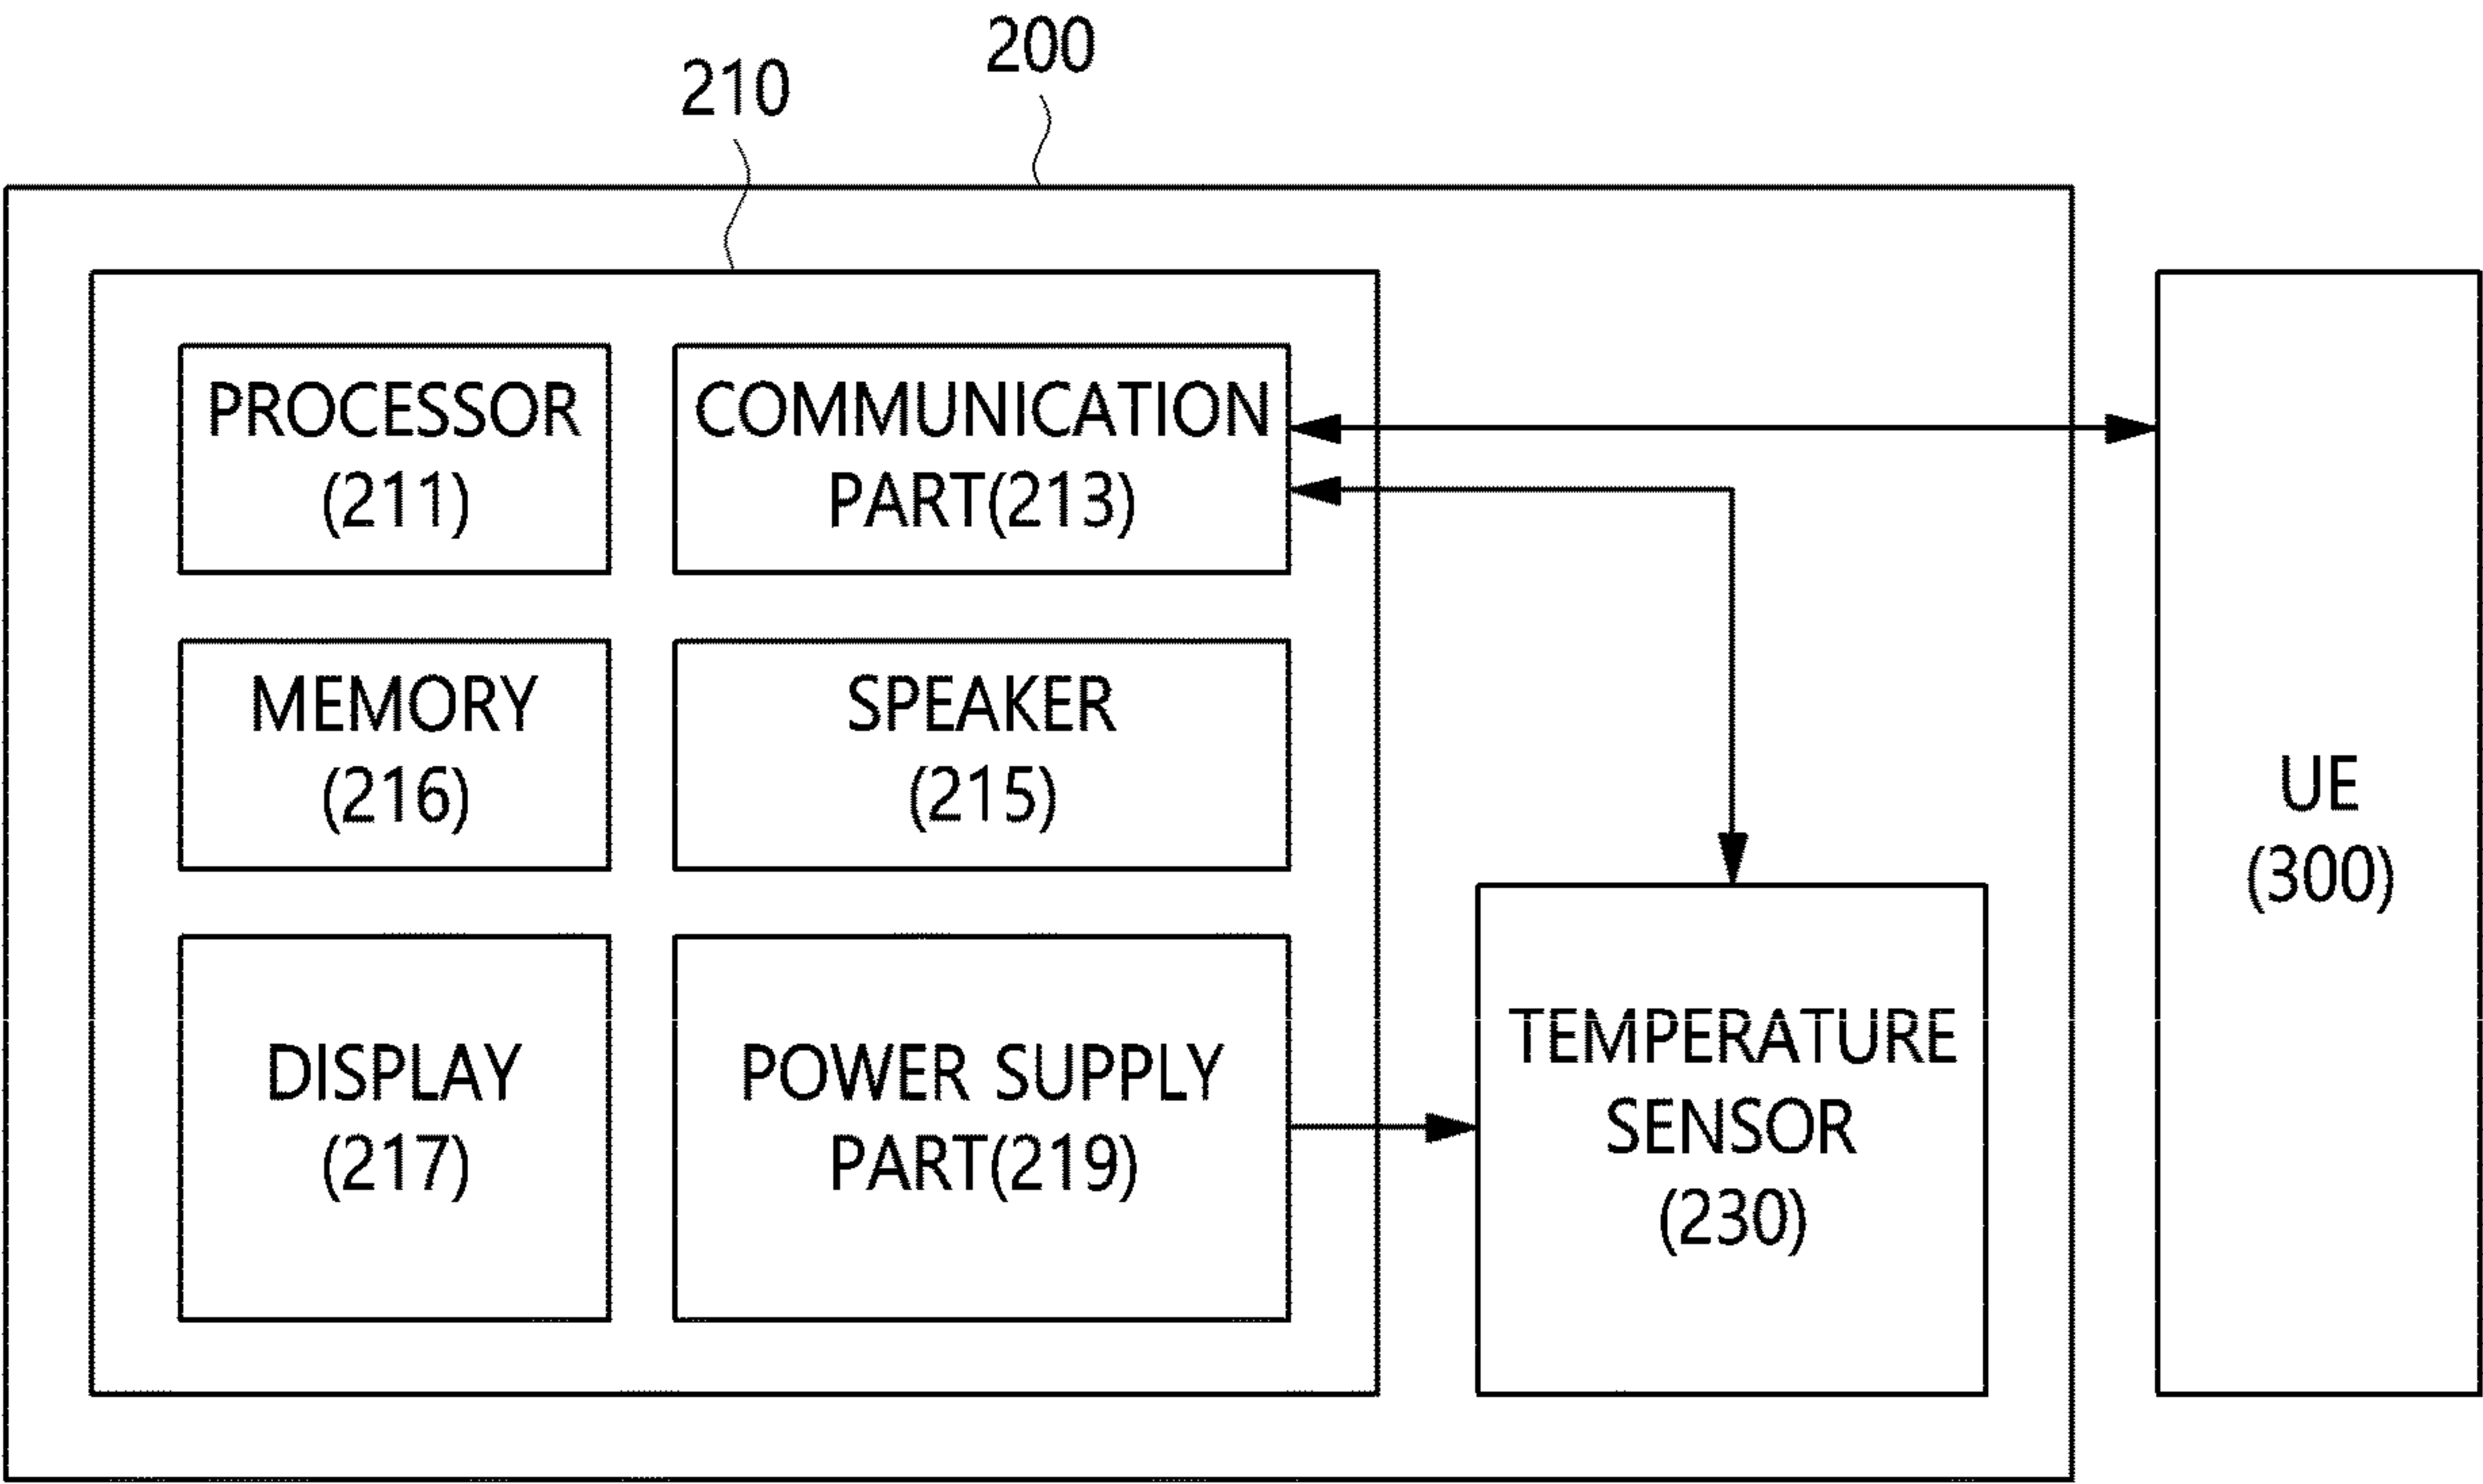 200
210
PROCESSOR
(211)
COMMUNICATION
PART(213)
MEMORY
(216)
SPEAKER
(215)
DISPLAY
(217)
POWER SUPPLY
PART(219)
TEMPERATURE
SENSOR
(230)
UE
(300)